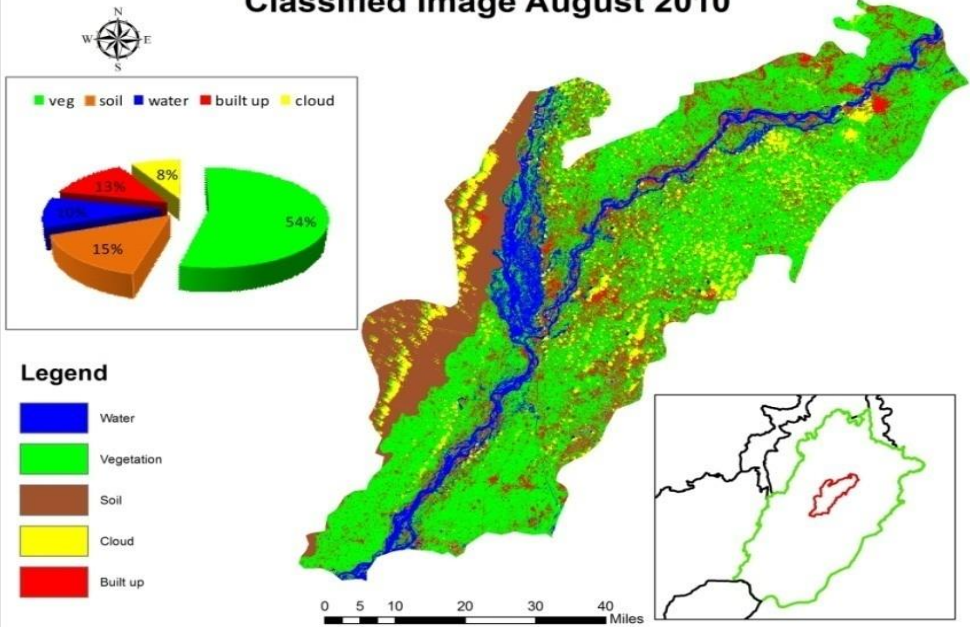 Classified Image August 2010
N
W E
S
veg soil water built up cloud
8%
13%
10%
54%
15%
Legend
Water
Vegetation
Soil
Cloud
Built up
0 5 10 20 30 40
Miles